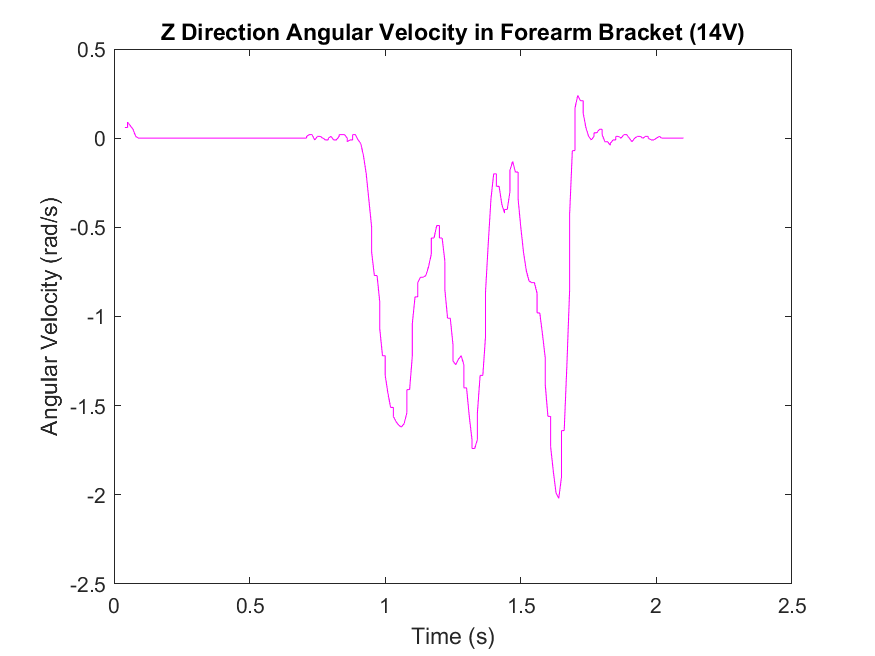 Z Direction Angular Velocity in Forearm Bracket (14V)
0.5
0
-0.5
-1
-1.5
-2
-2.5
Angular Velocity (rad/s)
0 0.5 1 1.5 2 2.5
Time (s)